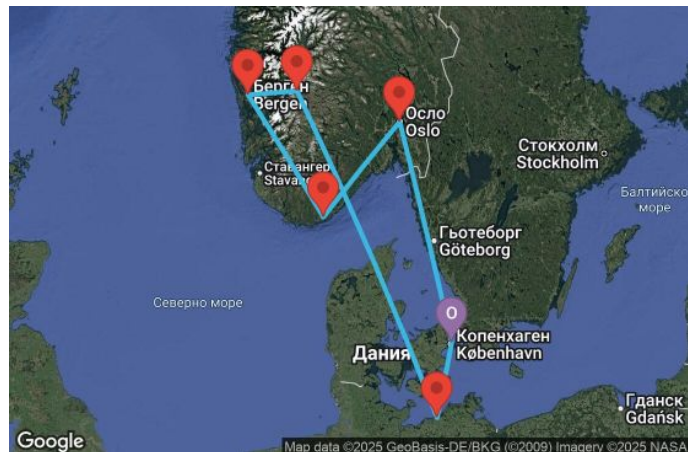 Берген
Bergen
Осло
Oslo
Стокхолм
Stockholm
Ставангер
Балтийско
море
Гьотеборг
Göteborg
Северно море
O
Копенхаген
København
Дания
Гданск
Gdańsk
Google
Map data ©2025 GeoBasis-DE/BKG (©2009) Imagery ©2025 NASA